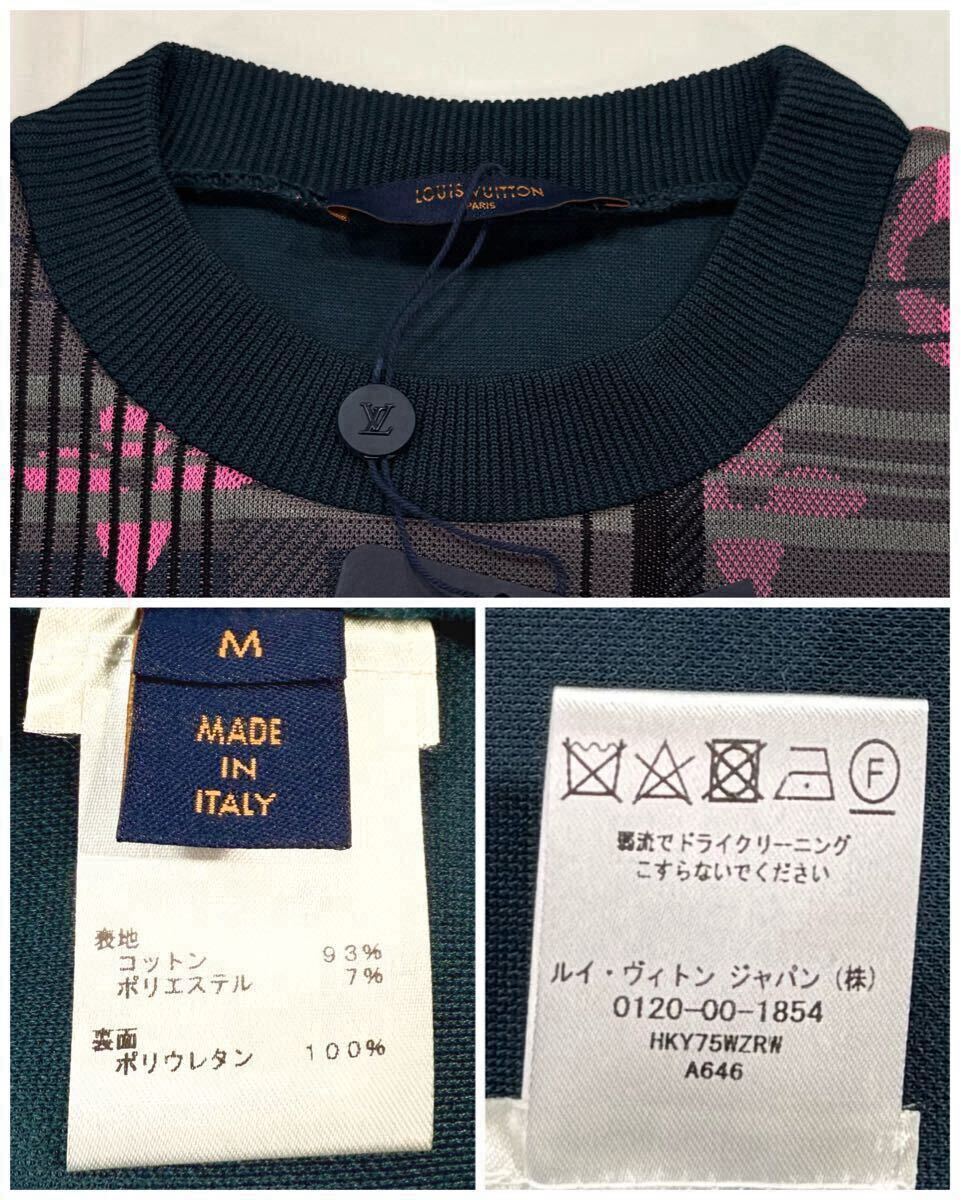 LOUIS VUITTON
PARIS
M
MADE
IN
ITALY
表地
コットン 93%
ポリエステル 7%
裏面
ポリウレタン 100%
F
弱流でドライクリーニング
こすらないでください
ルイ・ヴィトン ジャパン(株)
0120-00-1854
HKY75WZRW
A646